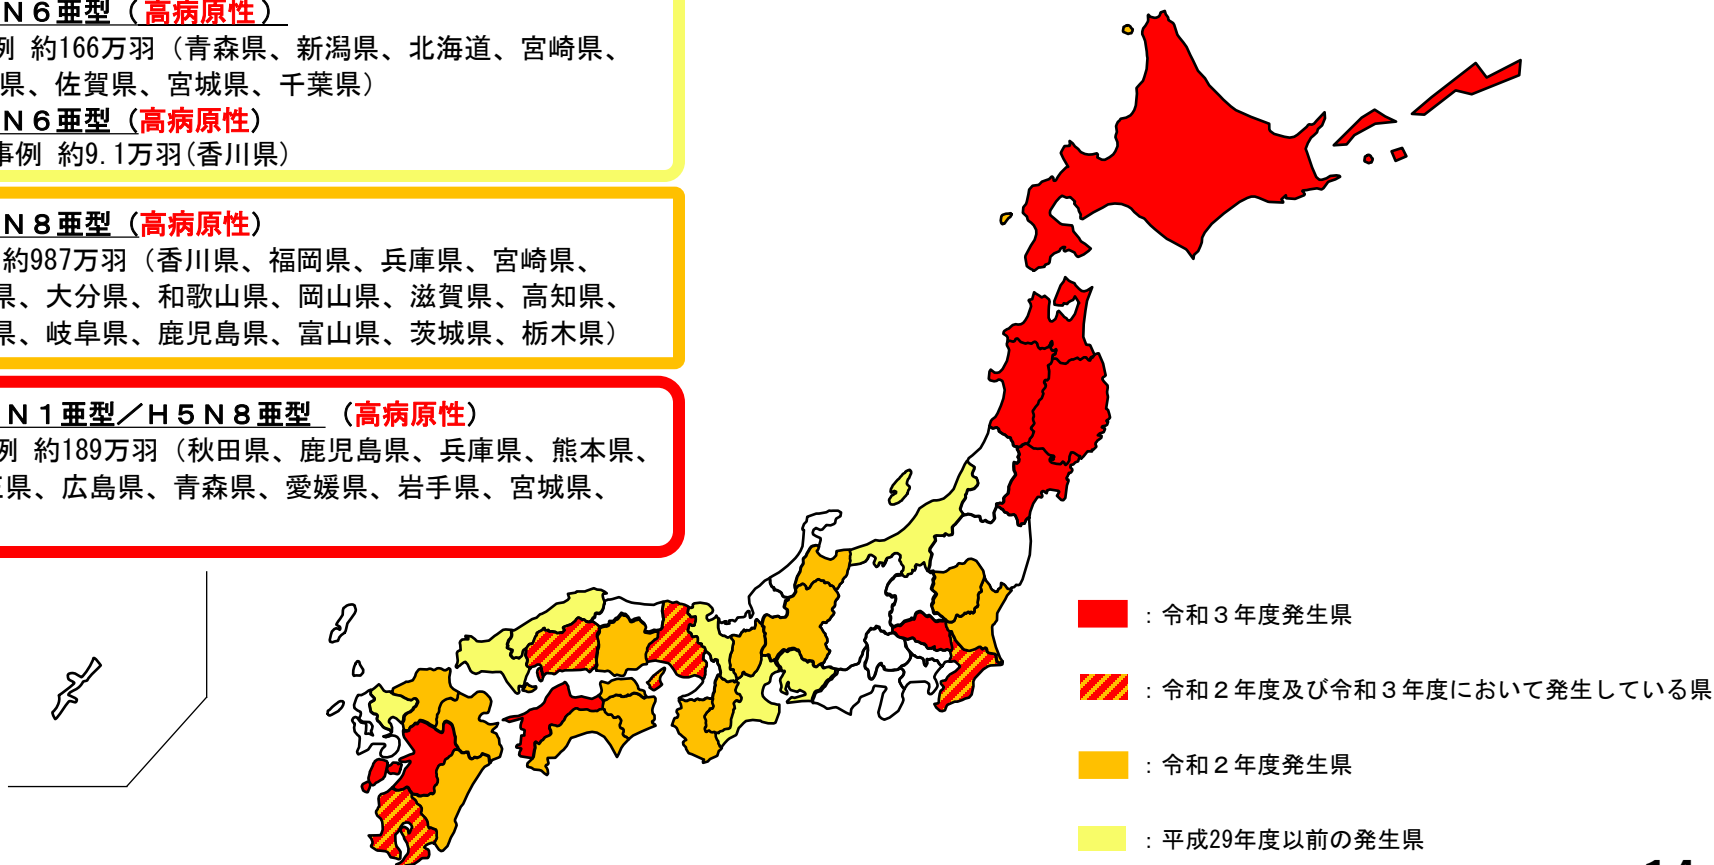 N６亜型（高病原性）
例 約166万羽（青森県、新潟県、北海道、宮崎県、
県、佐賀県、宮城県、千葉県）
N６亜型（高病原性）
事例 約9.1万羽(香川県）
N８亜型（高病原性）
約987万羽（香川県、福岡県、兵庫県、宮崎県、
県、大分県、和歌山県、岡山県、滋賀県、高知県、
県、岐阜県、鹿児島県、富山県、茨城県、栃木県）
N１亜型／H５N８亜型 （高病原性）
例 約189万羽（秋田県、鹿児島県、兵庫県、熊本県、
県、広島県、青森県、愛媛県、岩手県、宮城県、
：令和３年度発生県
：令和２年度及び令和３年度において発生している県
：令和２年度発生県
：平成29年度以前の発生県